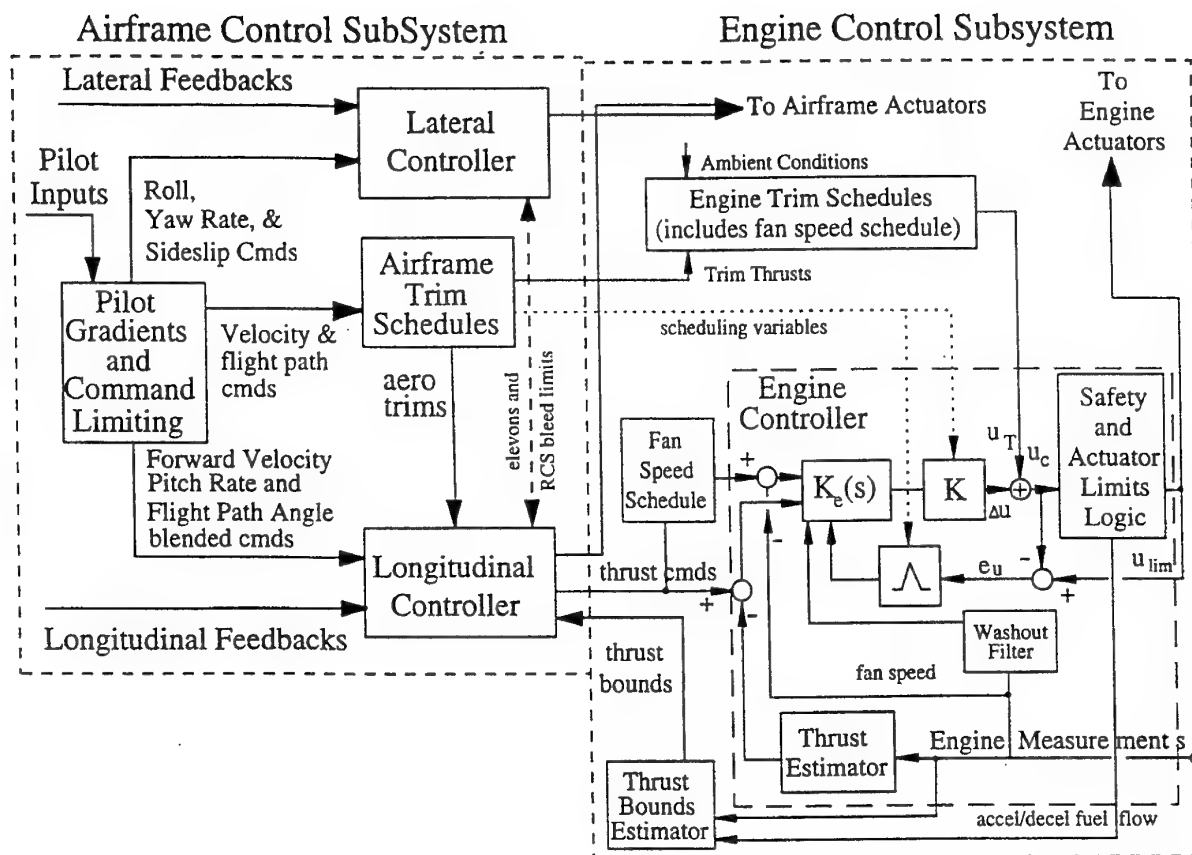 Airframe Control SubSystem
Engine Control Subsystem
Lateral Feedbacks
Lateral
Controller
To Airframe Actuators
To
Engine
Actuators
Pilot
Inputs
Roll,
Yaw Rate, &
Sideslip Cmds
Ambient Conditions
Engine Trim Schedules
(includes fan speed schedule)
Trim Thrusts
Airframe
Trim
Schedules
Pilot
Gradients
and
Command
Limiting
Velocity &
flight path
cmds
scheduling variables
aero
trims
elevons and
RCS bleed limits
Engine
Controller
Fan
Speed
Schedule
+
-
K_e(s)
K
u_T
u_c
+
Δu
Safety
and
Actuator
Limits
Logic
Forward Velocity
Pitch Rate and
Flight Path Angle
blended cmds
Longitudinal
Controller
thrust cmds
+
-
-
e_u
-
+
u_lim
Longitudinal Feedbacks
Washout
Filter
thrust
bounds
fan speed
Thrust
Estimator
Engine Measurement s
Thrust
Bounds
Estimator
accel/decel fuel flow